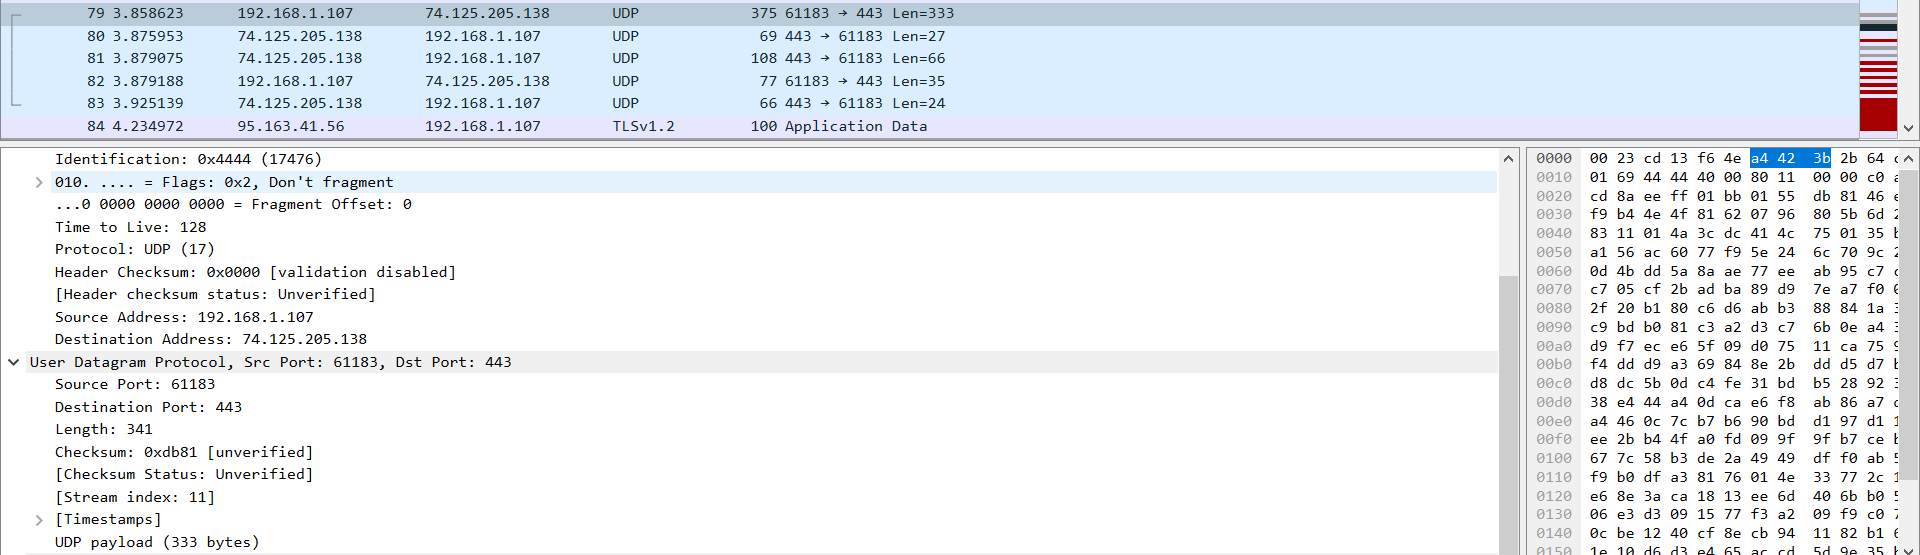 79 3.858623 192.168.1.107 74.125.205.138 UDP 375 61183 → 443 Len=333
80 3.875953 74.125.205.138 192.168.1.107 UDP 69 443 → 61183 Len=27
81 3.879075 74.125.205.138 192.168.1.107 UDP 108 443 → 61183 Len=66
82 3.879188 192.168.1.107 74.125.205.138 UDP 77 61183 → 443 Len=35
83 3.925139 74.125.205.138 192.168.1.107 UDP 66 443 → 61183 Len=24
84 4.234972 95.163.41.56 192.168.1.107 TLSv1.2 100 Application Data
Identification: 0x4444 (17476)
010. .... = Flags: 0x2, Don't fragment
...0 0000 0000 0000 = Fragment Offset: 0
Time to Live: 128
Protocol: UDP (17)
Header Checksum: 0x0000 [validation disabled]
[Header checksum status: Unverified]
Source Address: 192.168.1.107
Destination Address: 74.125.205.138
User Datagram Protocol, Src Port: 61183, Dst Port: 443
Source Port: 61183
Destination Port: 443
Length: 341
Checksum: 0xdb81 [unverified]
[Checksum Status: Unverified]
[Stream index: 11]
[Timestamps]
UDP payload (333 bytes)
0000 00 23 cd 13 f6 4e a4 42 3b 2b 64
0010 01 69 44 44 40 00 80 11 00 00 c0
0020 cd 8a ee ff 01 bb 01 55 db 81 46
0030 f9 b4 4e 4f 81 62 07 96 80 5b 6d
0040 83 11 01 4a 3c dc 41 4c 75 01 35
0050 a1 56 ac 60 77 f9 5e 24 6c 70 9c
0060 0d 4b dd 5a 8a ae 77 ee ab 95 c7
0070 c7 05 cf 2b ad ba 89 d9 7e a7 f0
0080 2f 20 b1 80 c6 d6 ab b3 88 84 1a
0090 c9 bd b0 81 c3 a2 d3 c7 6b 0e a4
00a0 d9 f7 ec e6 5f 09 d0 75 11 ca 75
00b0 f4 dd d9 a3 69 84 8e 2b dd d5 d7
00c0 d8 dc 5b 0d c4 fe 31 bd b5 28 92
00d0 38 e4 44 a4 0d ca e6 f8 ab 86 a7
00e0 a4 46 0c 7c b7 b6 90 bd d1 97 d1
00f0 ee 2b b4 4f a0 fd 09 9f 9f b7 ce
0100 67 7c 58 b3 de 2a 49 49 df f0 ab
0110 f9 b0 df a3 81 76 01 4e 33 77 2c
0120 e6 8e 3a ca 18 13 ee 6d 40 6b b0
0130 06 e3 d3 09 15 77 f3 a2 09 f9 c0
0140 0c be 12 40 cf 8e cb 94 11 82 b1
0150 1e 10 d6 d3 e4 65 ac cd 5d 9e 35